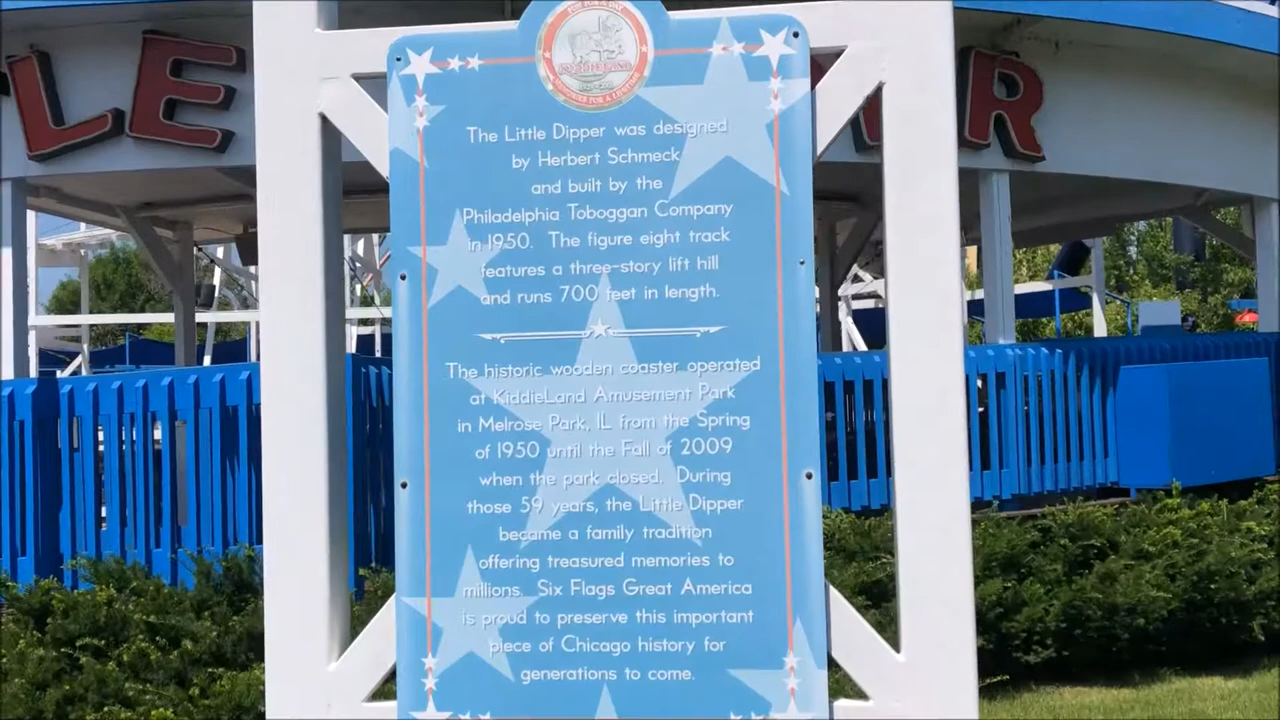 LE
R
KIDDIELAND
The Little Dipper was designed
by Herbert Schmeck
and built by the
Philadelphia Toboggan Company
in 1950. The figure eight track
features a three-story lift hill
and runs 700 feet in length.
The historic wooden coaster operated
at KiddieLand Amusement Park
in Melrose Park, IL from the Spring
of 1950 until the Fall of 2009
when the park closed. During
those 59 years, the Little Dipper
became a family tradition
offering treasured memories to
millions. Six Flags Great America
is proud to preserve this important
piece of Chicago history for
generations to come.